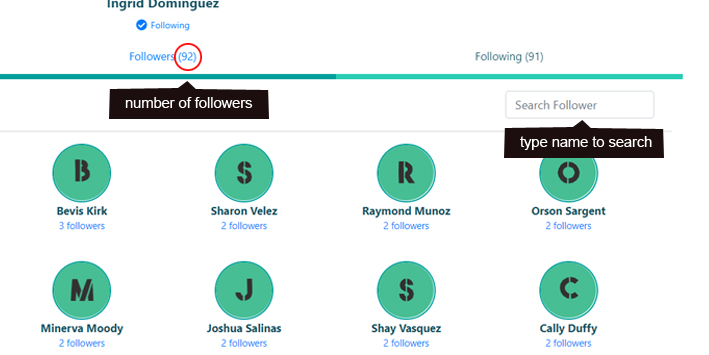 Ingrid Dominguez
Following
Followers (92)
Following (91)
number of followers
Search Follower
type name to search
B
S
R
O
Bevis Kirk
Sharon Velez
Raymond Munoz
Orson Sargent
3 followers
2 followers
2 followers
2 followers
M
J
S
C
Minerva Moody
Joshua Salinas
Shay Vasquez
Cally Duffy
2 followers
2 followers
2 followers
2 followers